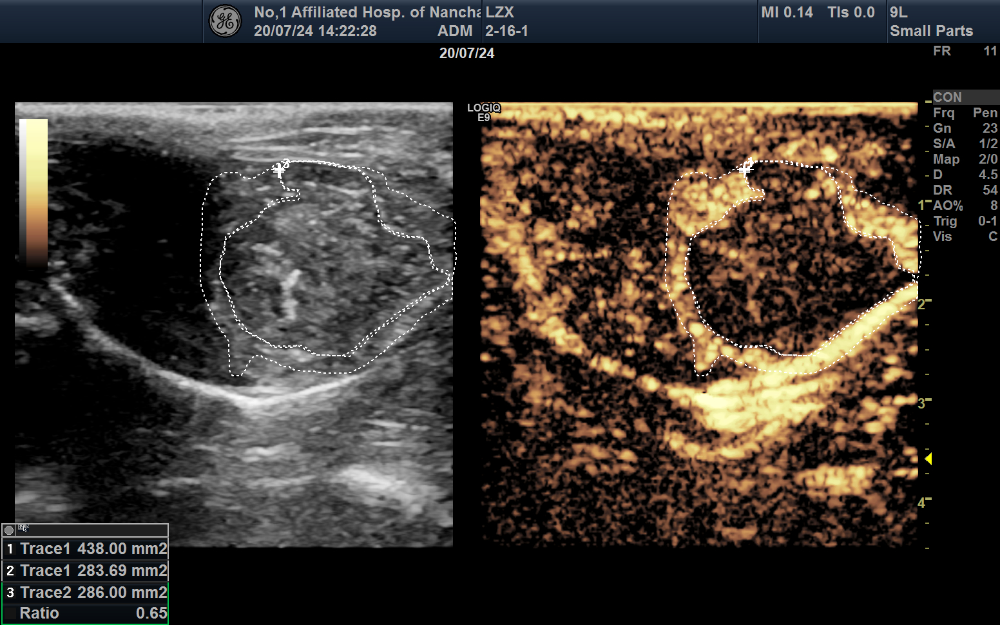 No,1 Affiliated Hosp. of Nancha
LZX
MI 0.14 TIs 0.0
9L
20/07/24 14:22:28 ADM
2-16-1
Small Parts
20/07/24
FR 11
LOGIQ
E9
CON
Frq Pen
Gn 23
S/A 1/2
Map 2/0
D 4.5
DR 54
AO% 8
Trig 0-1
Vis C
1
2
3
4
1 Trace1 438.00 mm2
2 Trace1 283.69 mm2
3 Trace2 286.00 mm2
Ratio 0.65